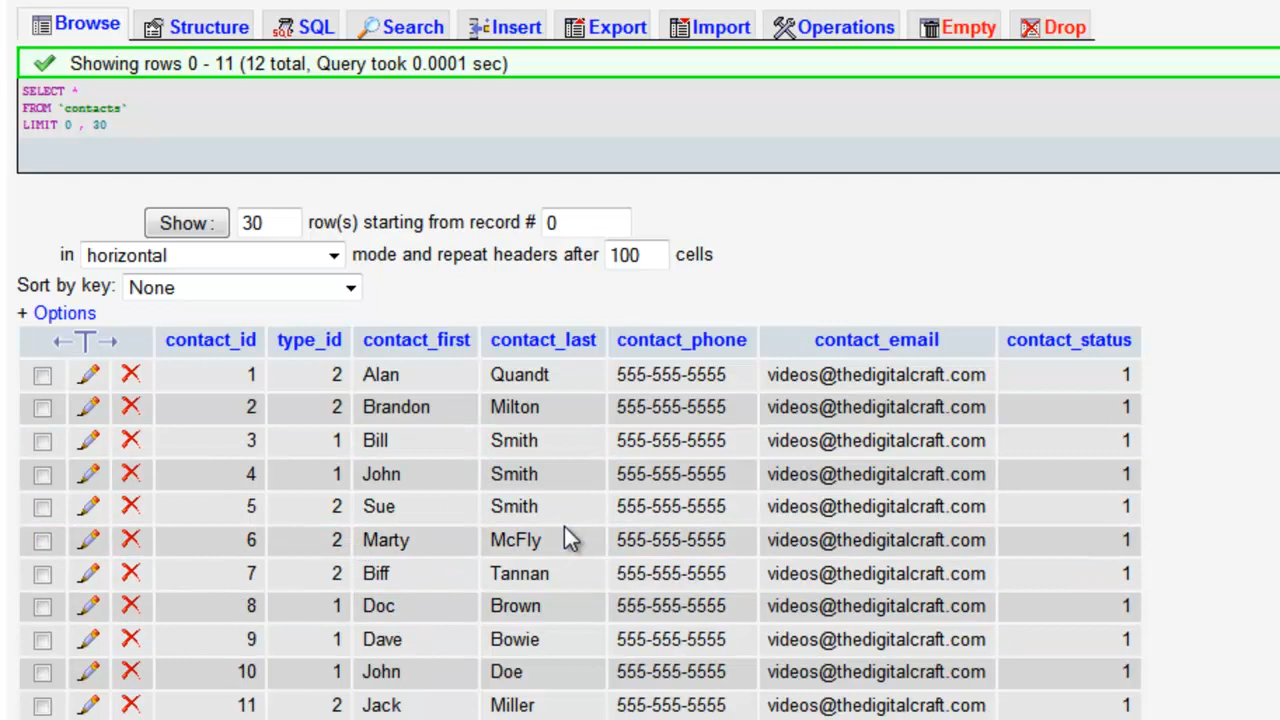 Browse Structure SQL Search Insert Export Import Operations Empty Drop
Showing rows 0 - 11 (12 total, Query took 0.0001 sec)
SELECT *
FROM `contacts`
LIMIT 0 , 30
Show : 30 row(s) starting from record # 0
in horizontal mode and repeat headers after 100 cells
Sort by key: None
+ Options
←T→ contact_id type_id contact_first contact_last contact_phone contact_email contact_status
1 2 Alan Quandt 555-555-5555 videos@thedigitalcraft.com 1
2 2 Brandon Milton 555-555-5555 videos@thedigitalcraft.com 1
3 1 Bill Smith 555-555-5555 videos@thedigitalcraft.com 1
4 1 John Smith 555-555-5555 videos@thedigitalcraft.com 1
5 2 Sue Smith 555-555-5555 videos@thedigitalcraft.com 1
6 2 Marty McFly 555-555-5555 videos@thedigitalcraft.com 1
7 2 Biff Tannan 555-555-5555 videos@thedigitalcraft.com 1
8 1 Doc Brown 555-555-5555 videos@thedigitalcraft.com 1
9 1 Dave Bowie 555-555-5555 videos@thedigitalcraft.com 1
10 1 John Doe 555-555-5555 videos@thedigitalcraft.com 1
11 2 Jack Miller 555-555-5555 videos@thedigitalcraft.com 1